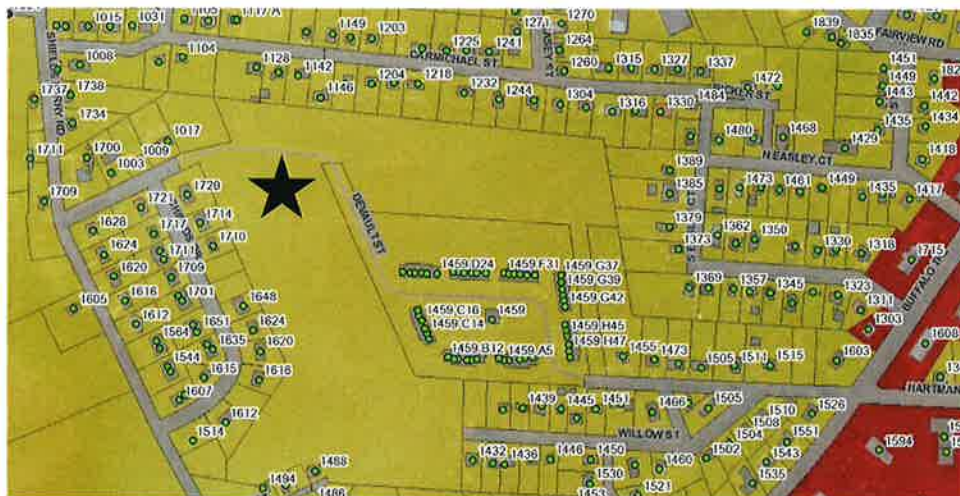 1015 1031 1105 1117 A 1149 1203 1271 1270
1839 1835 FAIRVIEW RD
1008 1104 1225 1241 1264
CARMICHAEL ST
1128 1142 1260 1315 1327 1337 1451
1738 1204 1218 1449
1737 1146 1232 1244 1304 1316 1330 1484 1472 1443 1442
1734 1017 1480 1468 1435 1434
1711 1700 1009 1429
1003 1389 N EASLEY CT 1418
1709 1720 1385 1473 1481 1449 1435 1417
1721 DEVAULT ST
1628 1717 1714 1379 1362 1350
1624 1711 1710 1373 1330 1318 1715
1620 1709 1459 D24 1459 F31 1459 G37
1459 G39 1369 1357 1345 1323
1605 1616 1701 1648 1459 G42 1311
1612 1459 C16 1459 1303
1564 1651 1624 1459 C14 1459 H45 1608
1544 1635 1620 1459 B12 1459 A5 1459 H47 1455 1473 1505 1511 1515 1603
1615 1616
1607 HARTMAN
1612 1439 1445 1451 1466 1505 1510 1526
1514 WILLOW ST 1508
1504 1551 1594
1488 1432 1436 1446 1450 1460 1502 1543
1494 1530 1535
1486 1453 1521